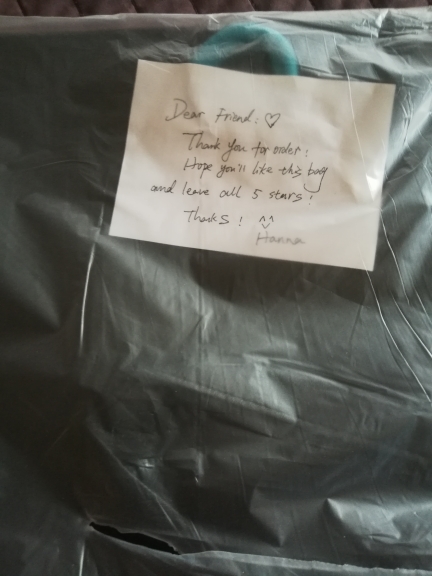 Dear Friend: ♡
Thank you for order!
Hope you'll like this bag
and leave all 5 stars!
Thanks! ^^
Hanna